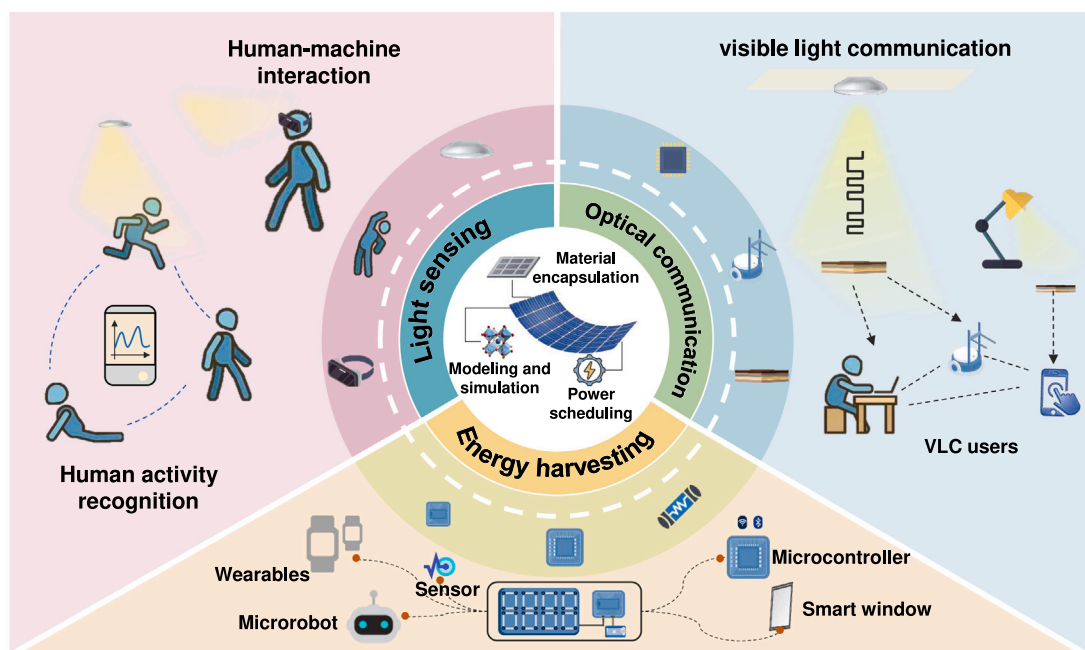 Human-machine
interaction
visible light communication
Light sensing
Optical communication
Material
encapsulation
Modeling and
simulation
Power
scheduling
Energy harvesting
Human activity
recognition
VLC users
Wearables
Sensor
Microcontroller
Microrobot
Smart window